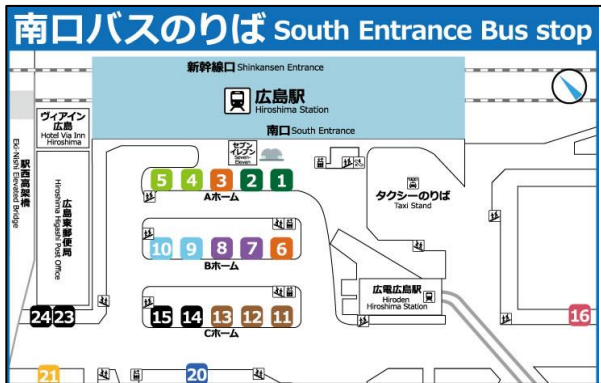 南口バスのりば South Entrance Bus stop
新幹線口 Shinkansen Entrance
広島駅
Hiroshima Station
南口 South Entrance
ヴィアイン
広島
Hotel Via Inn
Hiroshima
セブン
イレブン
Seven-
Eleven
駅西高架橋
Eki-Nishi Elevated Bridge
広島東郵便局
Hiroshima Higashi Post Office
5 4 3 2 1
Aホーム
TAXI
タクシーのりば
Taxi Stand
10 9 8 7 6
Bホーム
広電広島駅
Hiroden
Hiroshima Station
24 23
15 14 13 12 11
Cホーム
16
21
20